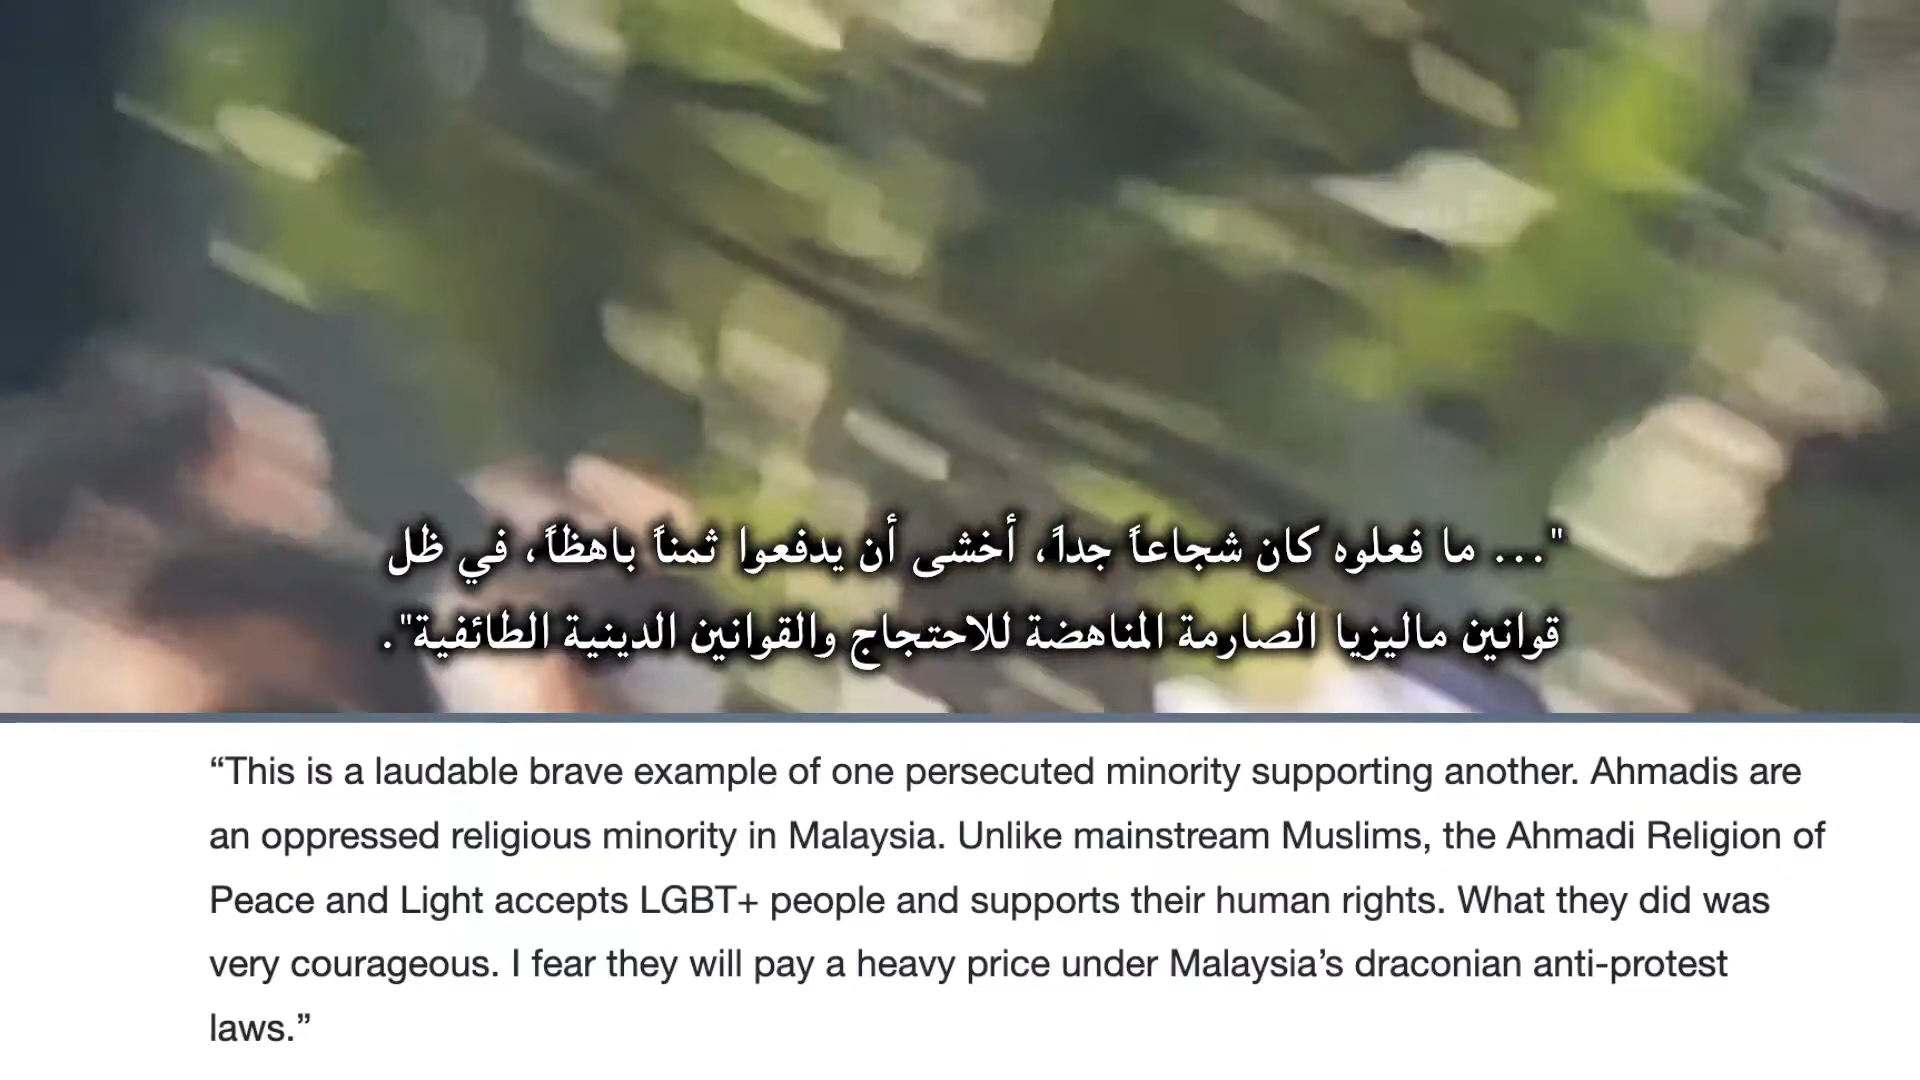 "... ما فعلوه كان شجاعاً جداً، أخشى أن يدفعوا ثمناً باهظاً، في ظل
قوانين ماليزيا الصارمة المناهضة للاحتجاج والقوانين الدينية الطائفية".
“This is a laudable brave example of one persecuted minority supporting another. Ahmadis are
an oppressed religious minority in Malaysia. Unlike mainstream Muslims, the Ahmadi Religion of
Peace and Light accepts LGBT+ people and supports their human rights. What they did was
very courageous. I fear they will pay a heavy price under Malaysia’s draconian anti-protest
laws.”